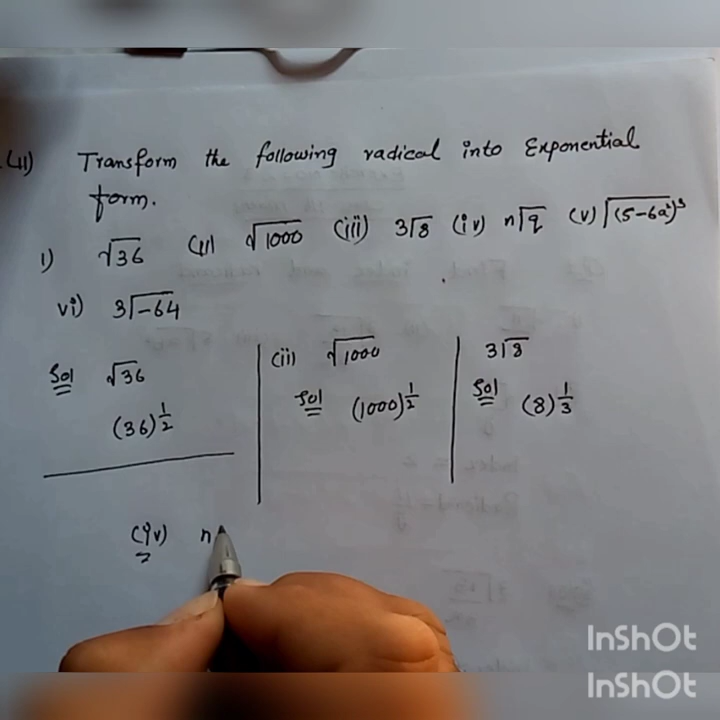 Q11) Transform the following radical into Exponential
form.
i) √36 (ii) √1000 (iii) 3√8 (iv) n√q (v) √(5-6a²)³
vi) 3√-64
Sol √36
(36)^1/2
(ii) √1000
Sol (1000)^1/2
3√8
Sol (8)^1/3
(iv) n
InShOt
InShOt